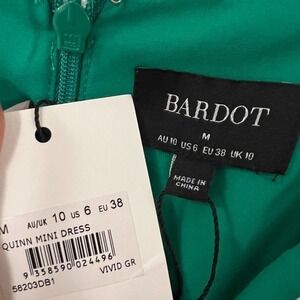 BARDOT
M
AU 10 US 6 EU 38 UK 10
MADE IN
CHINA
M AU/UK 10 US 6 EU 38
QUINN MINI DRESS
9 358590 024496
58203DB1 VIVID GR